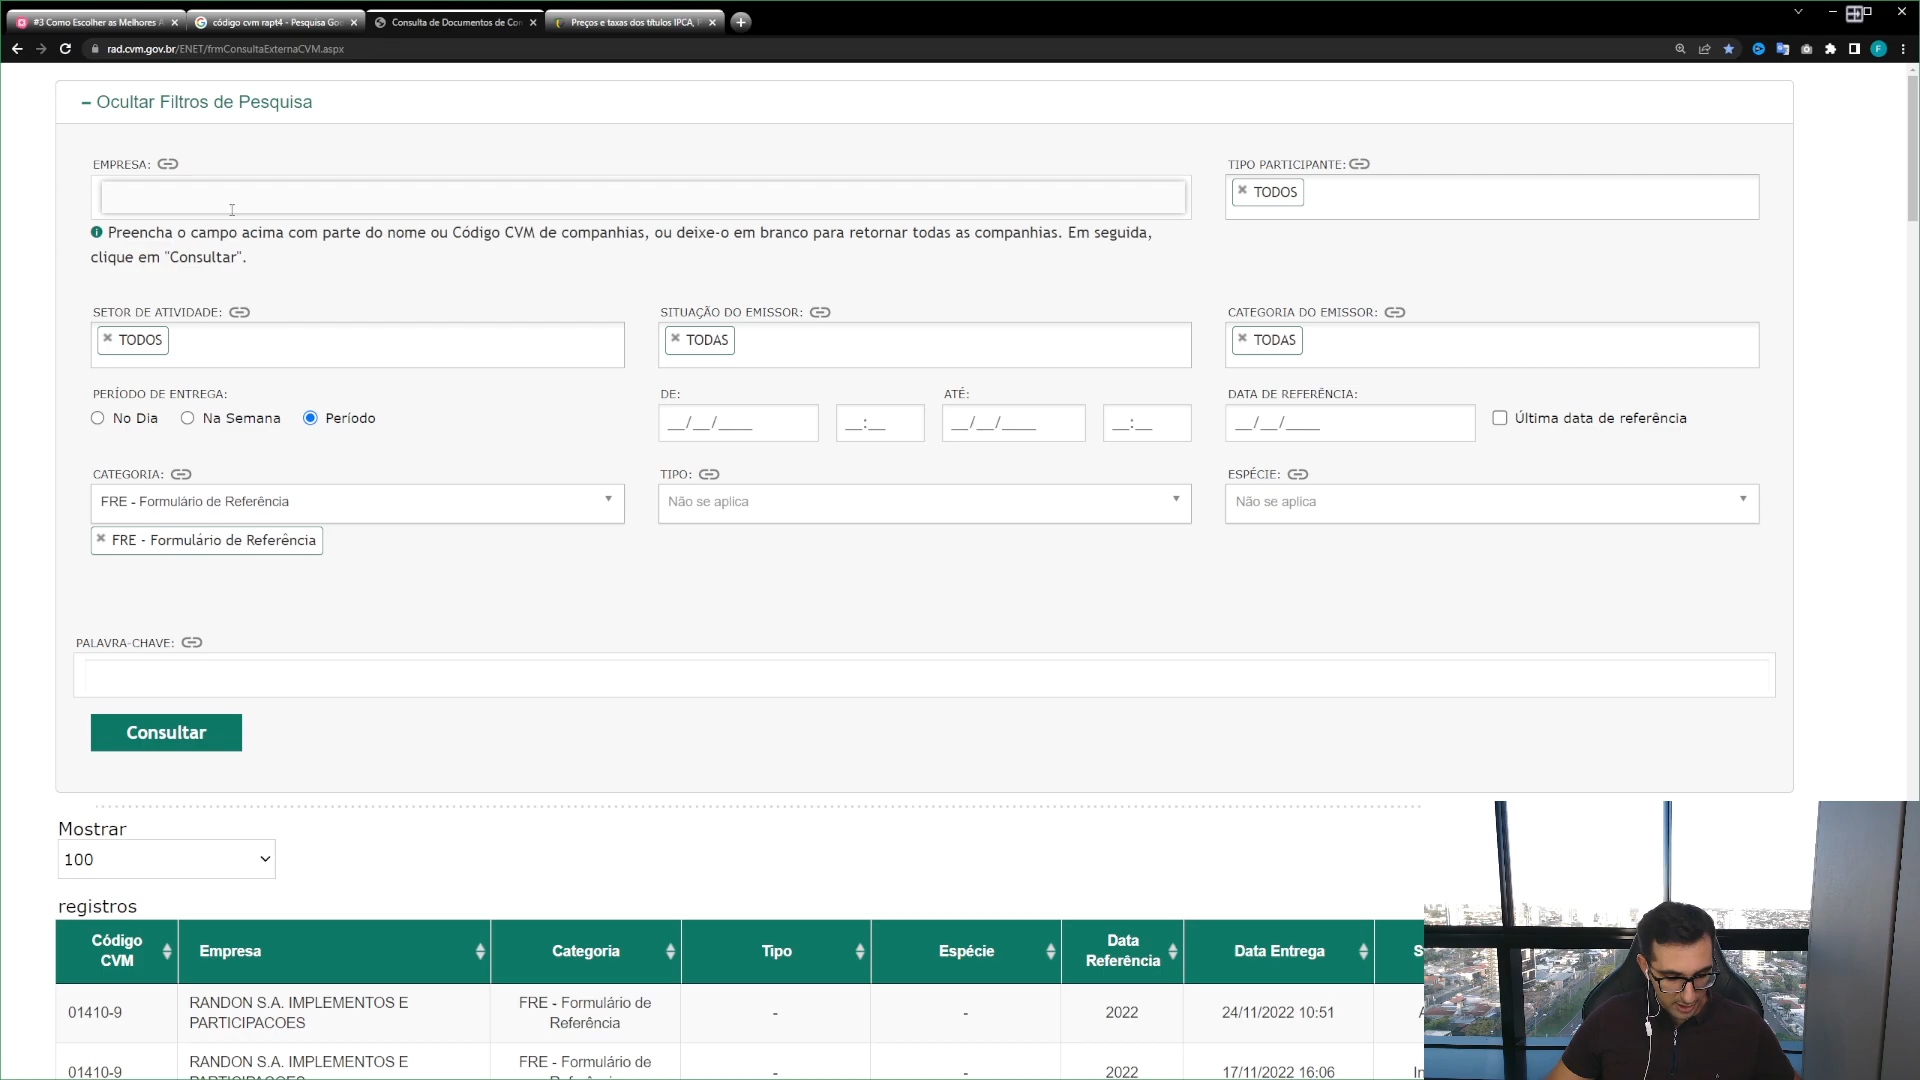 #3 Como Escolher as Melhores A
código cvm rapt4 - Pesquisa Goo
Consulta de Documentos de Con
Preços e taxas dos títulos IPCA, I
rad.cvm.gov.br/ENET/frmConsultaExternaCVM.aspx
F
– Ocultar Filtros de Pesquisa
EMPRESA:
TIPO PARTICIPANTE:
× TODOS
Preencha o campo acima com parte do nome ou Código CVM de companhias, ou deixe-o em branco para retornar todas as companhias. Em seguida,
clique em "Consultar".
SETOR DE ATIVIDADE:
SITUAÇÃO DO EMISSOR:
CATEGORIA DO EMISSOR:
× TODOS
× TODAS
× TODAS
PERÍODO DE ENTREGA:
DE:
ATÉ:
DATA DE REFERÊNCIA:
No Dia
Na Semana
Período
__/__/____
__:__
__/__/____
__:__
__/__/____
Última data de referência
CATEGORIA:
TIPO:
ESPÉCIE:
FRE - Formulário de Referência
Não se aplica
Não se aplica
× FRE - Formulário de Referência
PALAVRA-CHAVE:
Consultar
Mostrar
100
registros
Código CVM
Empresa
Categoria
Tipo
Espécie
Data Referência
Data Entrega
S
01410-9
RANDON S.A. IMPLEMENTOS E PARTICIPACOES
FRE - Formulário de Referência
-
-
2022
24/11/2022 10:51
01410-9
RANDON S.A. IMPLEMENTOS E
FRE - Formulário de
-
-
2022
17/11/2022 16:06
In